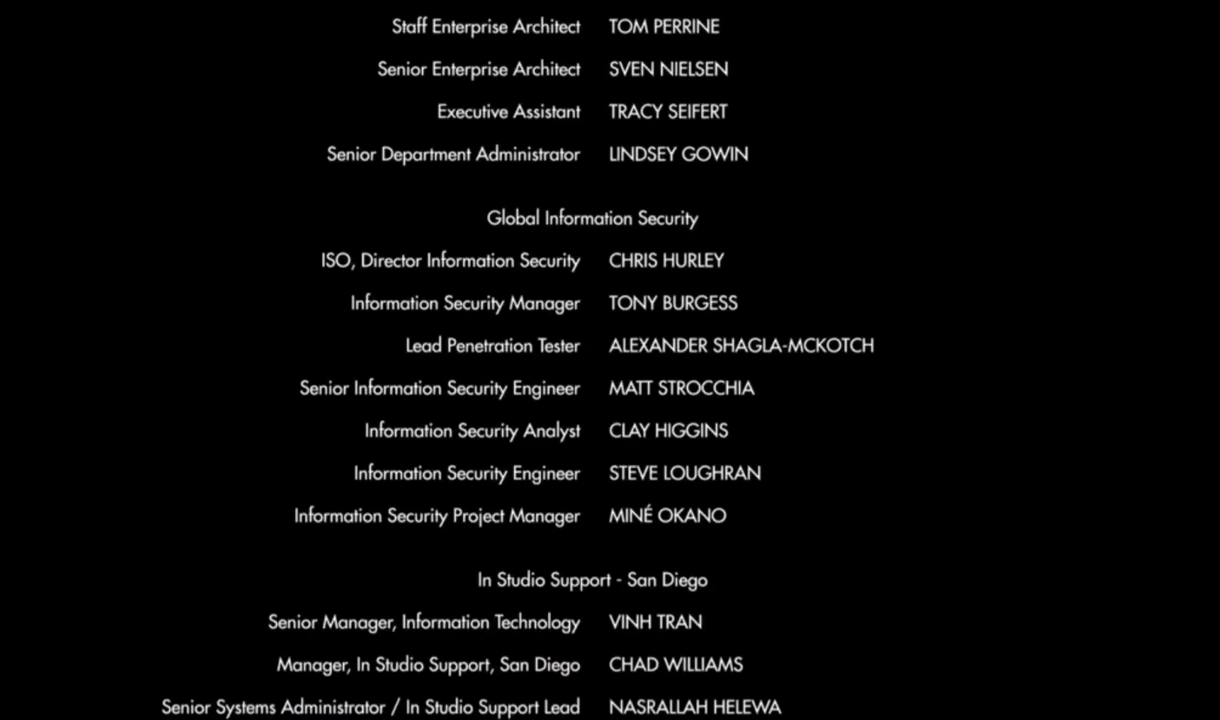 Staff Enterprise Architect TOM PERRINE
Senior Enterprise Architect SVEN NIELSEN
Executive Assistant TRACY SEIFERT
Senior Department Administrator LINDSEY GOWIN
Global Information Security
ISO, Director Information Security CHRIS HURLEY
Information Security Manager TONY BURGESS
Lead Penetration Tester ALEXANDER SHAGLA-MCKOTCH
Senior Information Security Engineer MATT STROCCHIA
Information Security Analyst CLAY HIGGINS
Information Security Engineer STEVE LOUGHRAN
Information Security Project Manager MINÉ OKANO
In Studio Support - San Diego
Senior Manager, Information Technology VINH TRAN
Manager, In Studio Support, San Diego CHAD WILLIAMS
Senior Systems Administrator / In Studio Support Lead NASRALLAH HELEWA